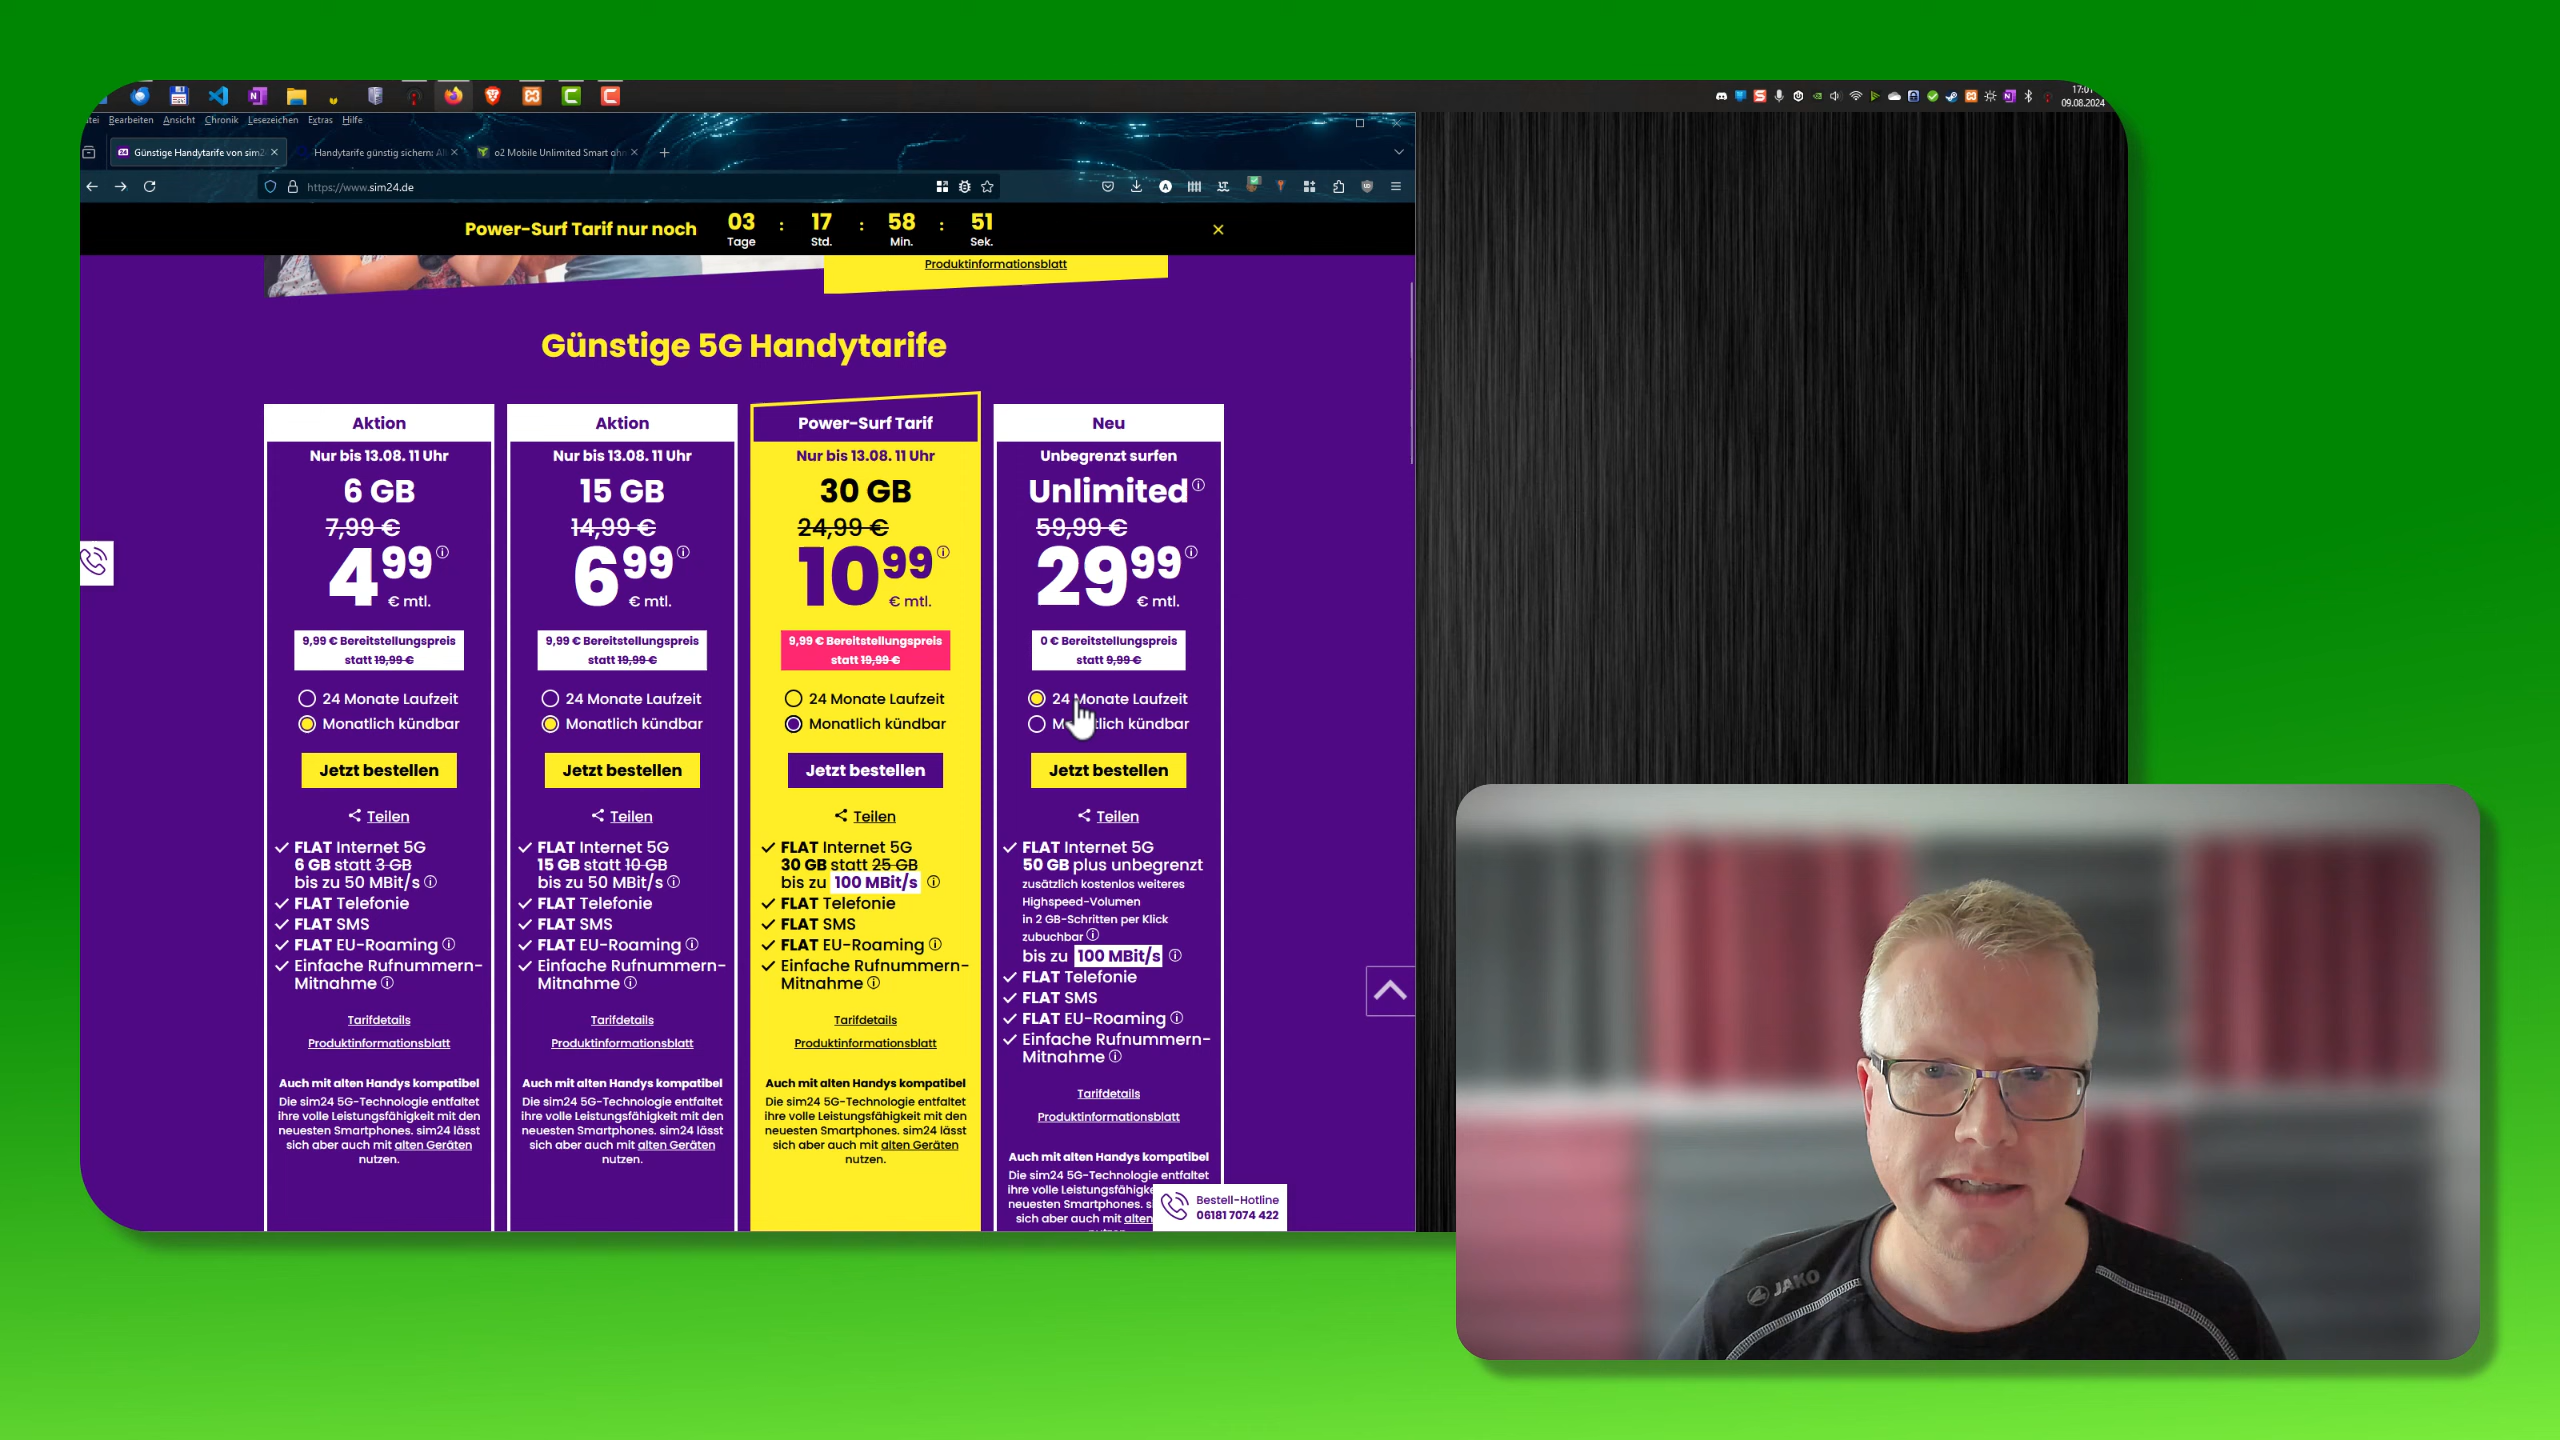 17:01
09.08.2024
Bearbeiten Ansicht Chronik Lesezeichen Extras Hilfe
Günstige Handytarife von sim2
Handytarife günstig sichern: Al
o2 Mobile Unlimited Smart ohn
https://www.sim24.de
Power-Surf Tarif nur noch 03 : 17 : 58 : 51
Tage Std. Min. Sek.
Produktinformationsblatt
Günstige 5G Handytarife
Aktion
Nur bis 13.08. 11 Uhr
6 GB
7,99 €
4 99
€ mtl.
9,99 € Bereitstellungspreis
statt 19,99 €
24 Monate Laufzeit
Monatlich kündbar
Jetzt bestellen
Teilen
FLAT Internet 5G
6 GB statt 3 GB
bis zu 50 MBit/s
FLAT Telefonie
FLAT SMS
FLAT EU-Roaming
Einfache Rufnummern-
Mitnahme
Tarifdetails
Produktinformationsblatt
Auch mit alten Handys kompatibel
Die sim24 5G-Technologie entfaltet
ihre volle Leistungsfähigkeit mit den
neuesten Smartphones. sim24 lässt
sich aber auch mit alten Geräten
nutzen.
Aktion
Nur bis 13.08. 11 Uhr
15 GB
14,99 €
6 99
€ mtl.
9,99 € Bereitstellungspreis
statt 19,99 €
24 Monate Laufzeit
Monatlich kündbar
Jetzt bestellen
Teilen
FLAT Internet 5G
15 GB statt 10 GB
bis zu 50 MBit/s
FLAT Telefonie
FLAT SMS
FLAT EU-Roaming
Einfache Rufnummern-
Mitnahme
Tarifdetails
Produktinformationsblatt
Auch mit alten Handys kompatibel
Die sim24 5G-Technologie entfaltet
ihre volle Leistungsfähigkeit mit den
neuesten Smartphones. sim24 lässt
sich aber auch mit alten Geräten
nutzen.
Power-Surf Tarif
Nur bis 13.08. 11 Uhr
30 GB
24,99 €
10 99
€ mtl.
9,99 € Bereitstellungspreis
statt 19,99 €
24 Monate Laufzeit
Monatlich kündbar
Jetzt bestellen
Teilen
FLAT Internet 5G
30 GB statt 25 GB
bis zu 100 MBit/s
FLAT Telefonie
FLAT SMS
FLAT EU-Roaming
Einfache Rufnummern-
Mitnahme
Tarifdetails
Produktinformationsblatt
Auch mit alten Handys kompatibel
Die sim24 5G-Technologie entfaltet
ihre volle Leistungsfähigkeit mit den
neuesten Smartphones. sim24 lässt
sich aber auch mit alten Geräten
nutzen.
Neu
Unbegrenzt surfen
Unlimited
59,99 €
29 99
€ mtl.
0 € Bereitstellungspreis
statt 9,99 €
24 Monate Laufzeit
kündbar
Jetzt bestellen
Teilen
FLAT Internet 5G
50 GB plus unbegrenzt
zusätzlich kostenlos weiteres
Highspeed-Volumen
in 2 GB-Schritten per Klick
zubuchbar
bis zu 100 MBit/s
FLAT Telefonie
FLAT SMS
FLAT EU-Roaming
Einfache Rufnummern-
Mitnahme
Tarifdetails
Produktinformationsblatt
Auch mit alten Handys kompatibel
Die sim24 5G-Technologie entfaltet
ihre volle Leistungsfähigke
neuesten Smartphones. s
sich aber auch mit alten
Bestell-Hotline
06181 7074 422
JAKO